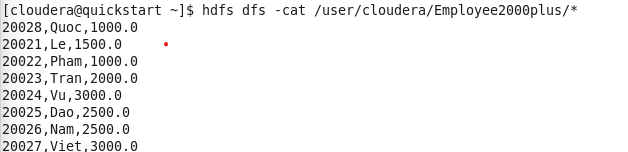 [cloudera@quickstart ~]$ hdfs dfs -cat /user/cloudera/Employee2000plus/*
20028,Quoc,1000.0
20021,Le,1500.0
20022,Pham,1000.0
20023,Tran,2000.0
20024,Vu,3000.0
20025,Dao,2500.0
20026,Nam,2500.0
20027,Viet,3000.0